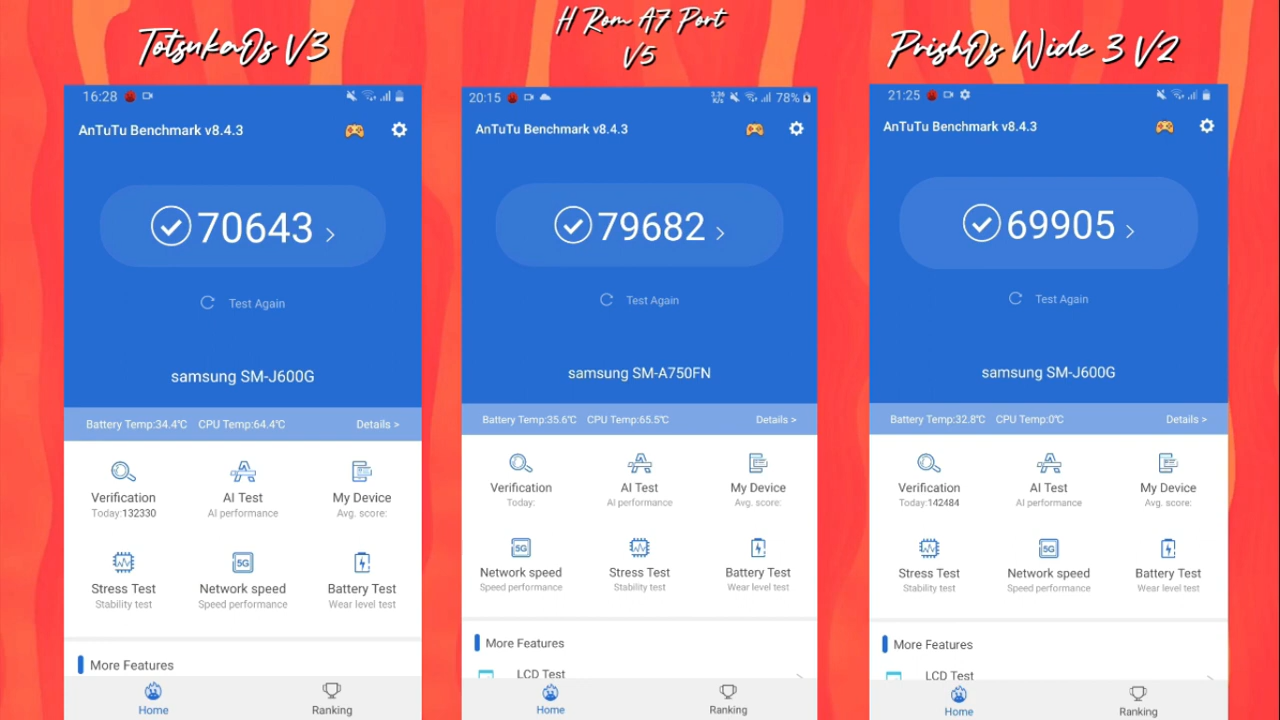 TotsukaOs V3
16:28
AnTuTu Benchmark v8.4.3
70643
Test Again
samsung SM-J600G
Battery Temp:34.4℃ CPU Temp:64.4℃ Details >
Verification AI Test My Device
Today:132330 AI performance Avg. score:
5G
Stress Test Network speed Battery Test
Stability test Speed performance Wear level test
More Features
Home Ranking
H Rom A7 Port
V5
20:15 3.36 K/s 78%
AnTuTu Benchmark v8.4.3
79682
Test Again
samsung SM-A750FN
Battery Temp:35.6℃ CPU Temp:65.5℃ Details >
Verification AI Test My Device
Today: AI performance Avg. score:
5G
Network speed Stress Test Battery Test
Speed performance Stability test Wear level test
More Features
LCD Test
Home Ranking
PrishOs Wide 3 V2
21:25
AnTuTu Benchmark v8.4.3
69905
Test Again
samsung SM-J600G
Battery Temp:32.8℃ CPU Temp:0℃ Details >
Verification AI Test My Device
Today:142484 AI performance Avg. score:
5G
Stress Test Network speed Battery Test
Stability test Speed performance Wear level test
More Features
LCD Test
Home Ranking